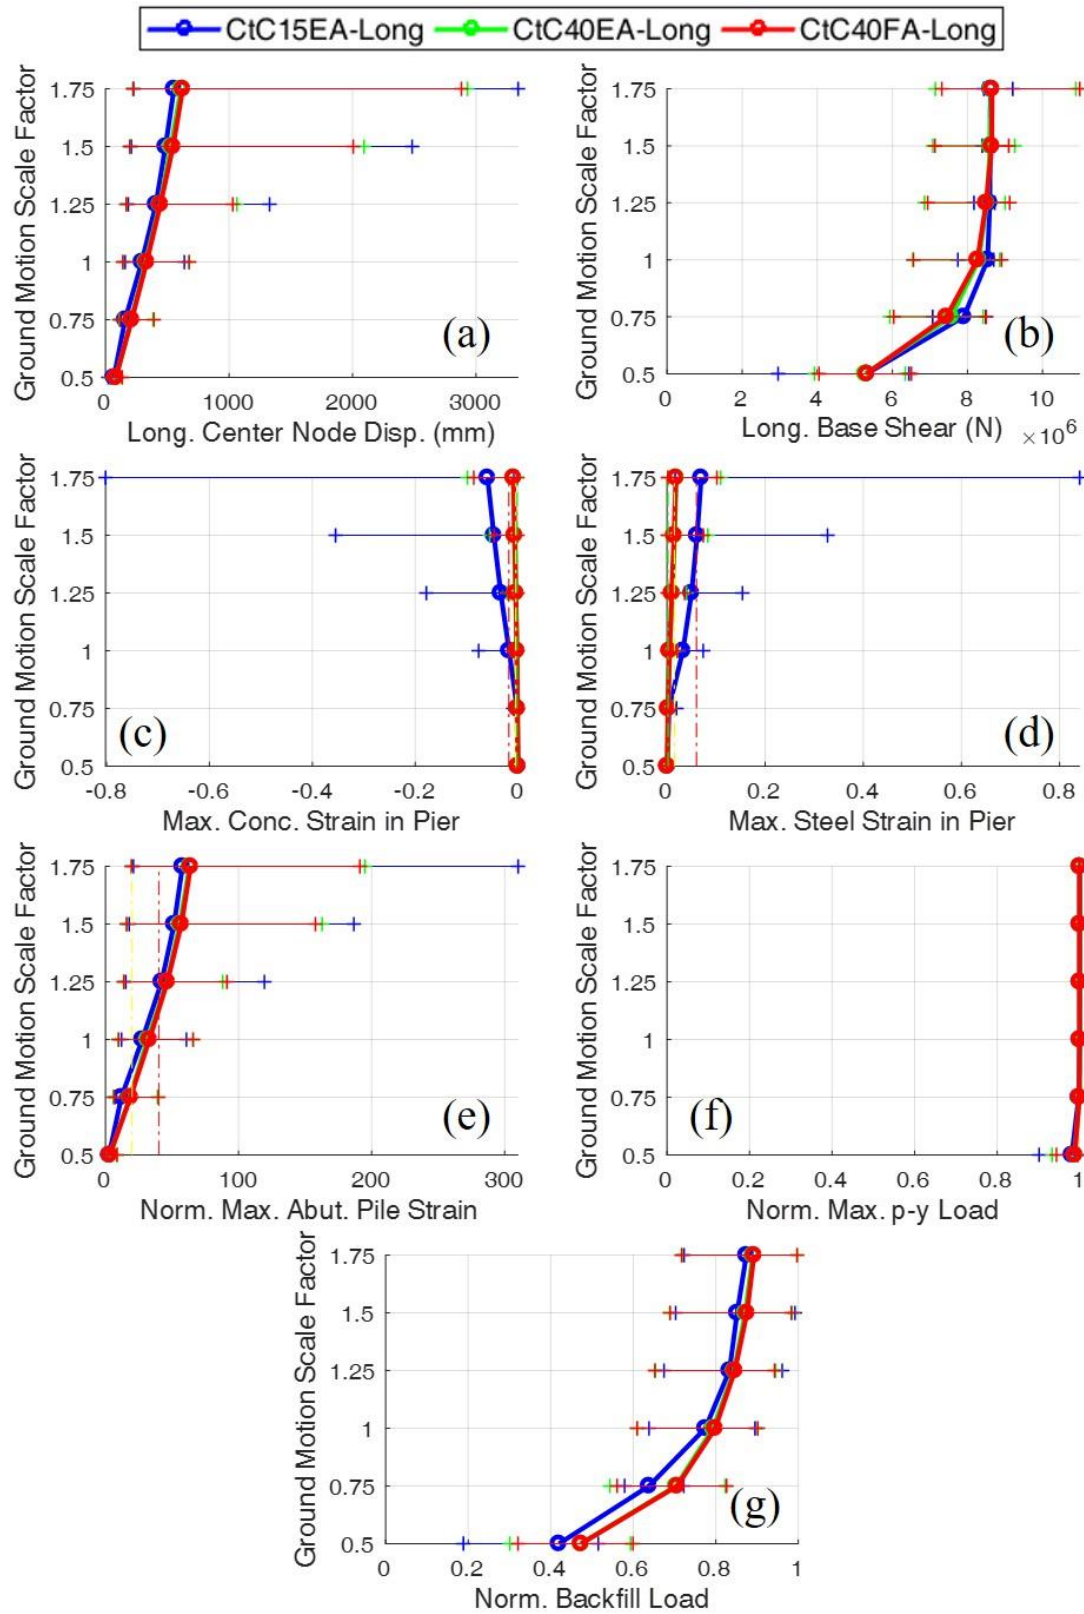 CtC15EA-Long CtC40EA-Long CtC40FA-Long
Ground Motion Scale Factor
1.75
1.5
1.25
1
0.75
0.5
(a)
0 1000 2000 3000
Long. Center Node Disp. (mm)
Ground Motion Scale Factor
1.75
1.5
1.25
1
0.75
0.5
(b)
0 2 4 6 8 10
Long. Base Shear (N) ×10^6
Ground Motion Scale Factor
1.75
1.5
1.25
1
0.75
0.5
(c)
-0.8 -0.6 -0.4 -0.2 0
Max. Conc. Strain in Pier
Ground Motion Scale Factor
1.75
1.5
1.25
1
0.75
0.5
(d)
0 0.2 0.4 0.6 0.8
Max. Steel Strain in Pier
Ground Motion Scale Factor
1.75
1.5
1.25
1
0.75
0.5
(e)
0 100 200 300
Norm. Max. Abut. Pile Strain
Ground Motion Scale Factor
1.75
1.5
1.25
1
0.75
0.5
(f)
0 0.2 0.4 0.6 0.8 1
Norm. Max. p-y Load
Ground Motion Scale Factor
1.75
1.5
1.25
1
0.75
0.5
(g)
0 0.2 0.4 0.6 0.8 1
Norm. Backfill Load